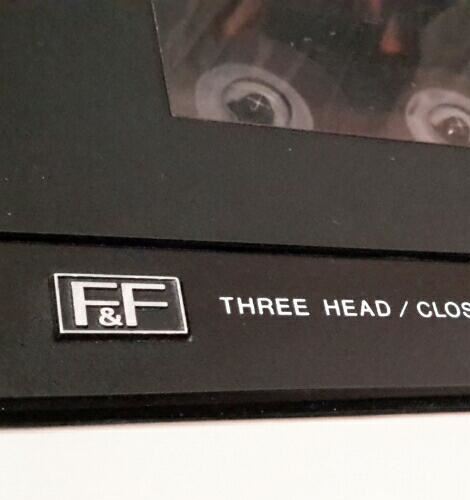 F&F
THREE HEAD / CLOS